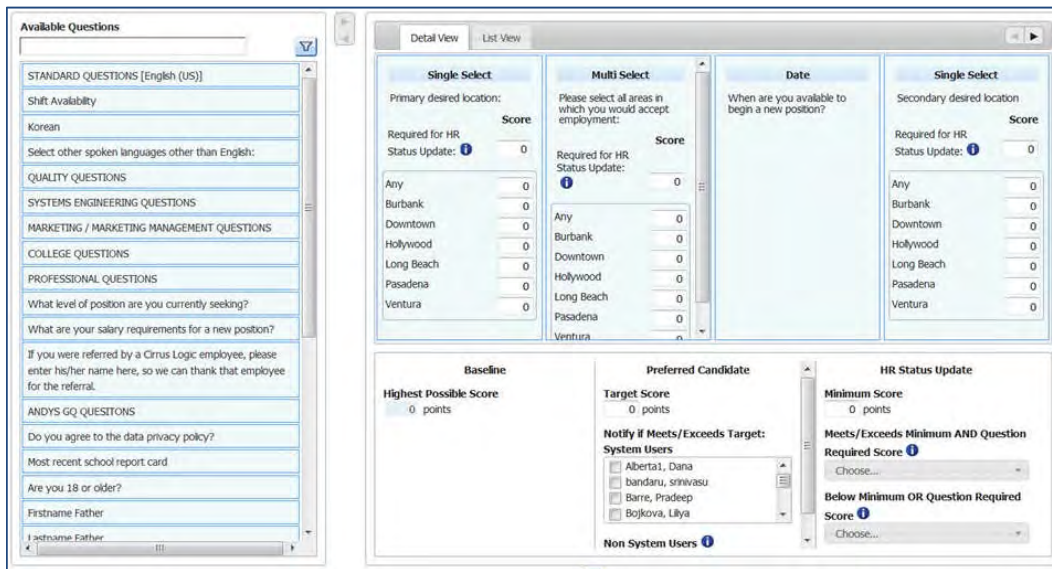 Available Questions
STANDARD QUESTIONS [English (US)]
Shift Availability
Korean
Select other spoken languages other than English:
QUALITY QUESTIONS
SYSTEMS ENGINEERING QUESTIONS
MARKETING / MARKETING MANAGEMENT QUESTIONS
COLLEGE QUESTIONS
PROFESSIONAL QUESTIONS
What level of position are you currently seeking?
What are your salary requirements for a new position?
If you were referred by a Cirrus Logic employee, please
enter his/her name here, so we can thank that employee
for the referral.
ANDYS GQ QUESITONS
Do you agree to the data privacy policy?
Most recent school report card
Are you 18 or older?
Firstname Father
Lastname Father
Detail View
List View
Single Select
Primary desired location:
Score
Required for HR
Status Update: 0
Any 0
Burbank 0
Downtown 0
Hollywood 0
Long Beach 0
Pasadena 0
Ventura 0
Multi Select
Please select all areas in
which you would accept
employment:
Score
Required for HR
Status Update:
0
Any 0
Burbank 0
Downtown 0
Hollywood 0
Long Beach 0
Pasadena 0
Ventura 0
Date
When are you available to
begin a new position?
Single Select
Secondary desired location
Score
Required for HR
Status Update: 0
Any 0
Burbank 0
Downtown 0
Hollywood 0
Long Beach 0
Pasadena 0
Ventura 0
Baseline
Highest Possible Score
0 points
Preferred Candidate
Target Score
0 points
Notify if Meets/Exceeds Target:
System Users
Alberta1, Dana
bandaru, srinivasu
Barre, Pradeep
Bojkova, Lilya
Non System Users
HR Status Update
Minimum Score
0 points
Meets/Exceeds Minimum AND Question
Required Score
Choose...
Below Minimum OR Question Required
Score
Choose...